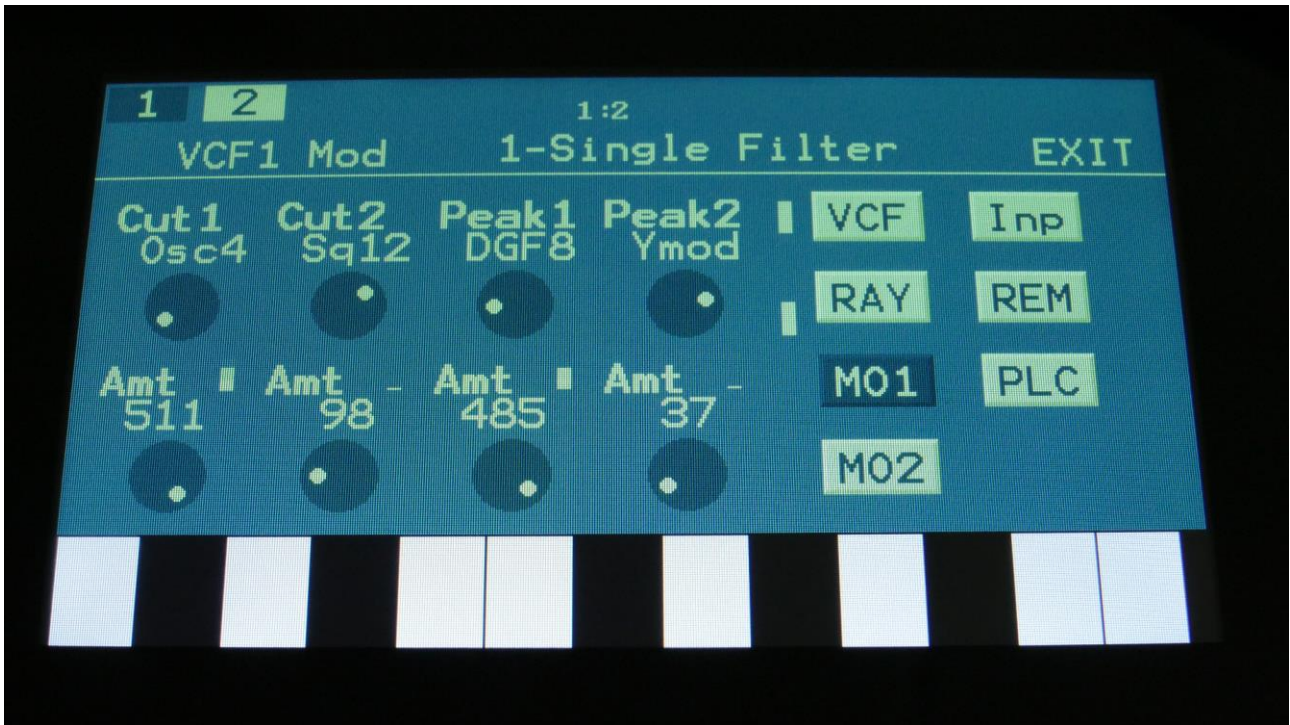 1 2 1:2
VCF1 Mod 1-Single Filter EXIT
Cut1 Cut2 Peak1 Peak2 VCF Inp
Osc4 Sq12 DGF8 Ymod
RAY REM
Amt Amt Amt Amt MO1 PLC
511 98 485 37
MO2